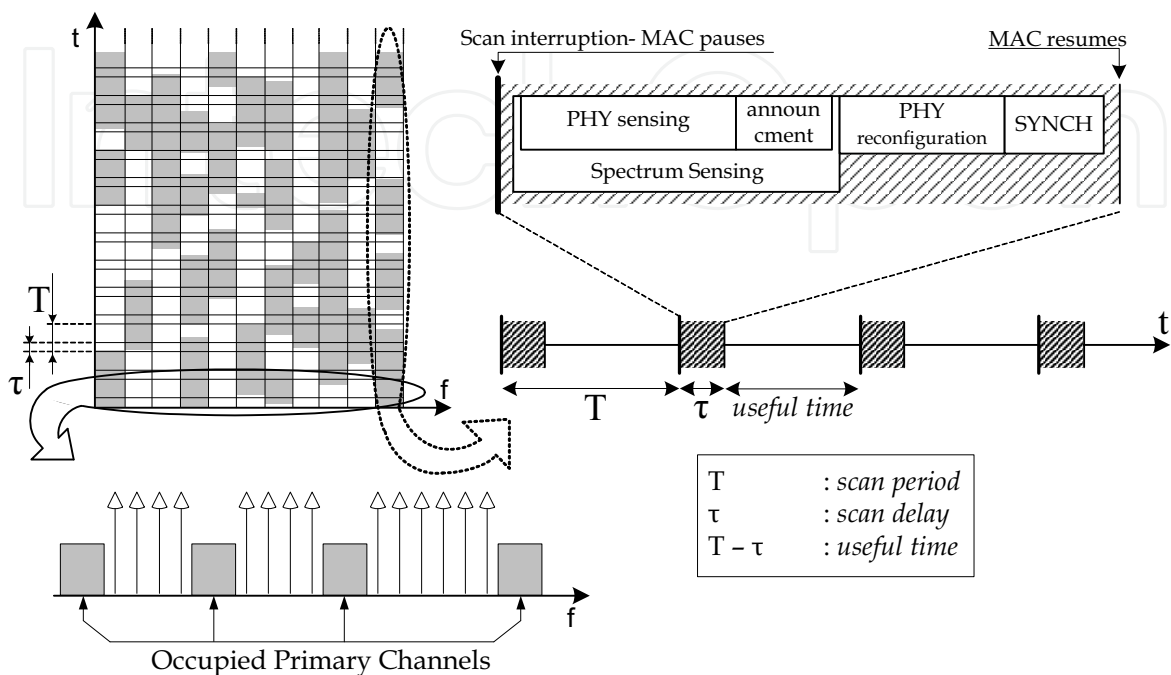 t
Scan interruption- MAC pauses
MAC resumes
PHY sensing
announ
cment
PHY
reconfiguration
SYNCH
Spectrum Sensing
T
τ
f
t
T
τ
useful time
T : scan period
τ : scan delay
T – τ : useful time
f
Occupied Primary Channels